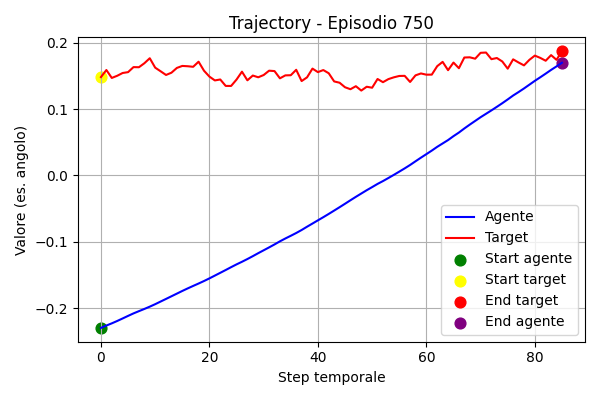 Trajectory - Episodio 750
Valore (es. angolo)
0.2
0.1
0.0
−0.1
−0.2
0
20
40
60
80
Step temporale
Agente
Target
Start agente
Start target
End target
End agente